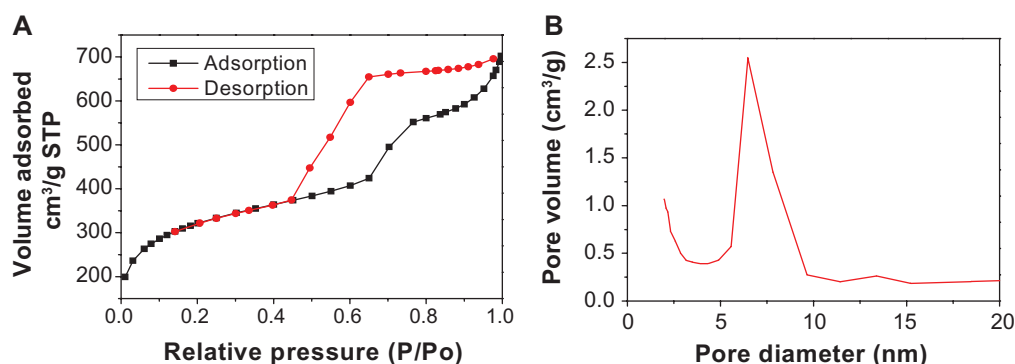 A
Volume adsorbed
cm³/g STP
700
600
500
400
300
200
Adsorption
Desorption
0.0 0.2 0.4 0.6 0.8 1.0
Relative pressure (P/Po)
B
Pore volume (cm³/g)
2.5
2.0
1.5
1.0
0.5
0.0
0 5 10 15 20
Pore diameter (nm)